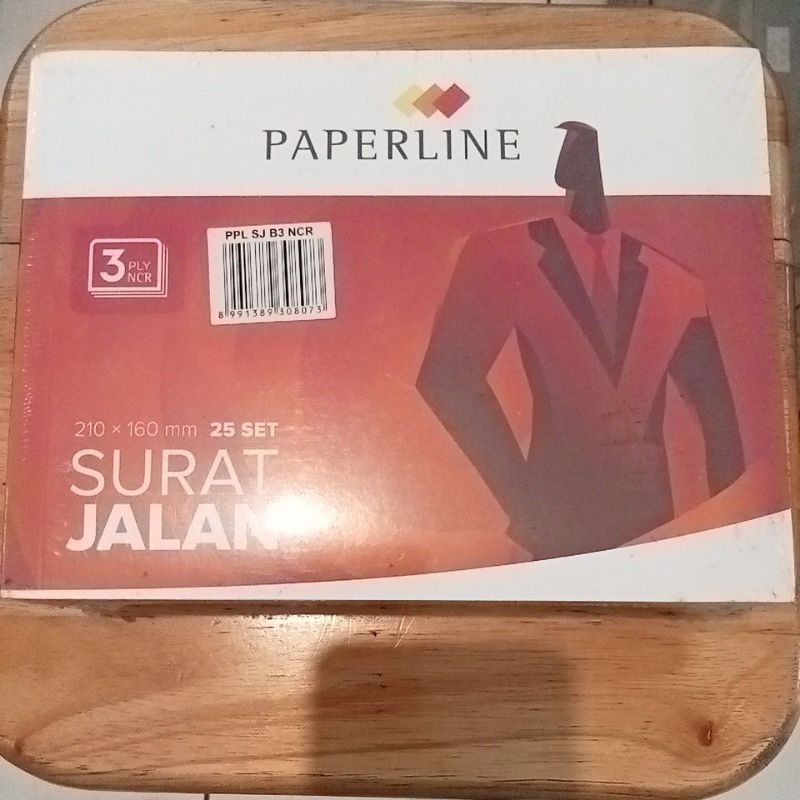 PAPERLINE
3 PLY
NCR
PPL SJ B3 NCR
8 991389 308073
210 × 160 mm 25 SET
SURAT
JALAN